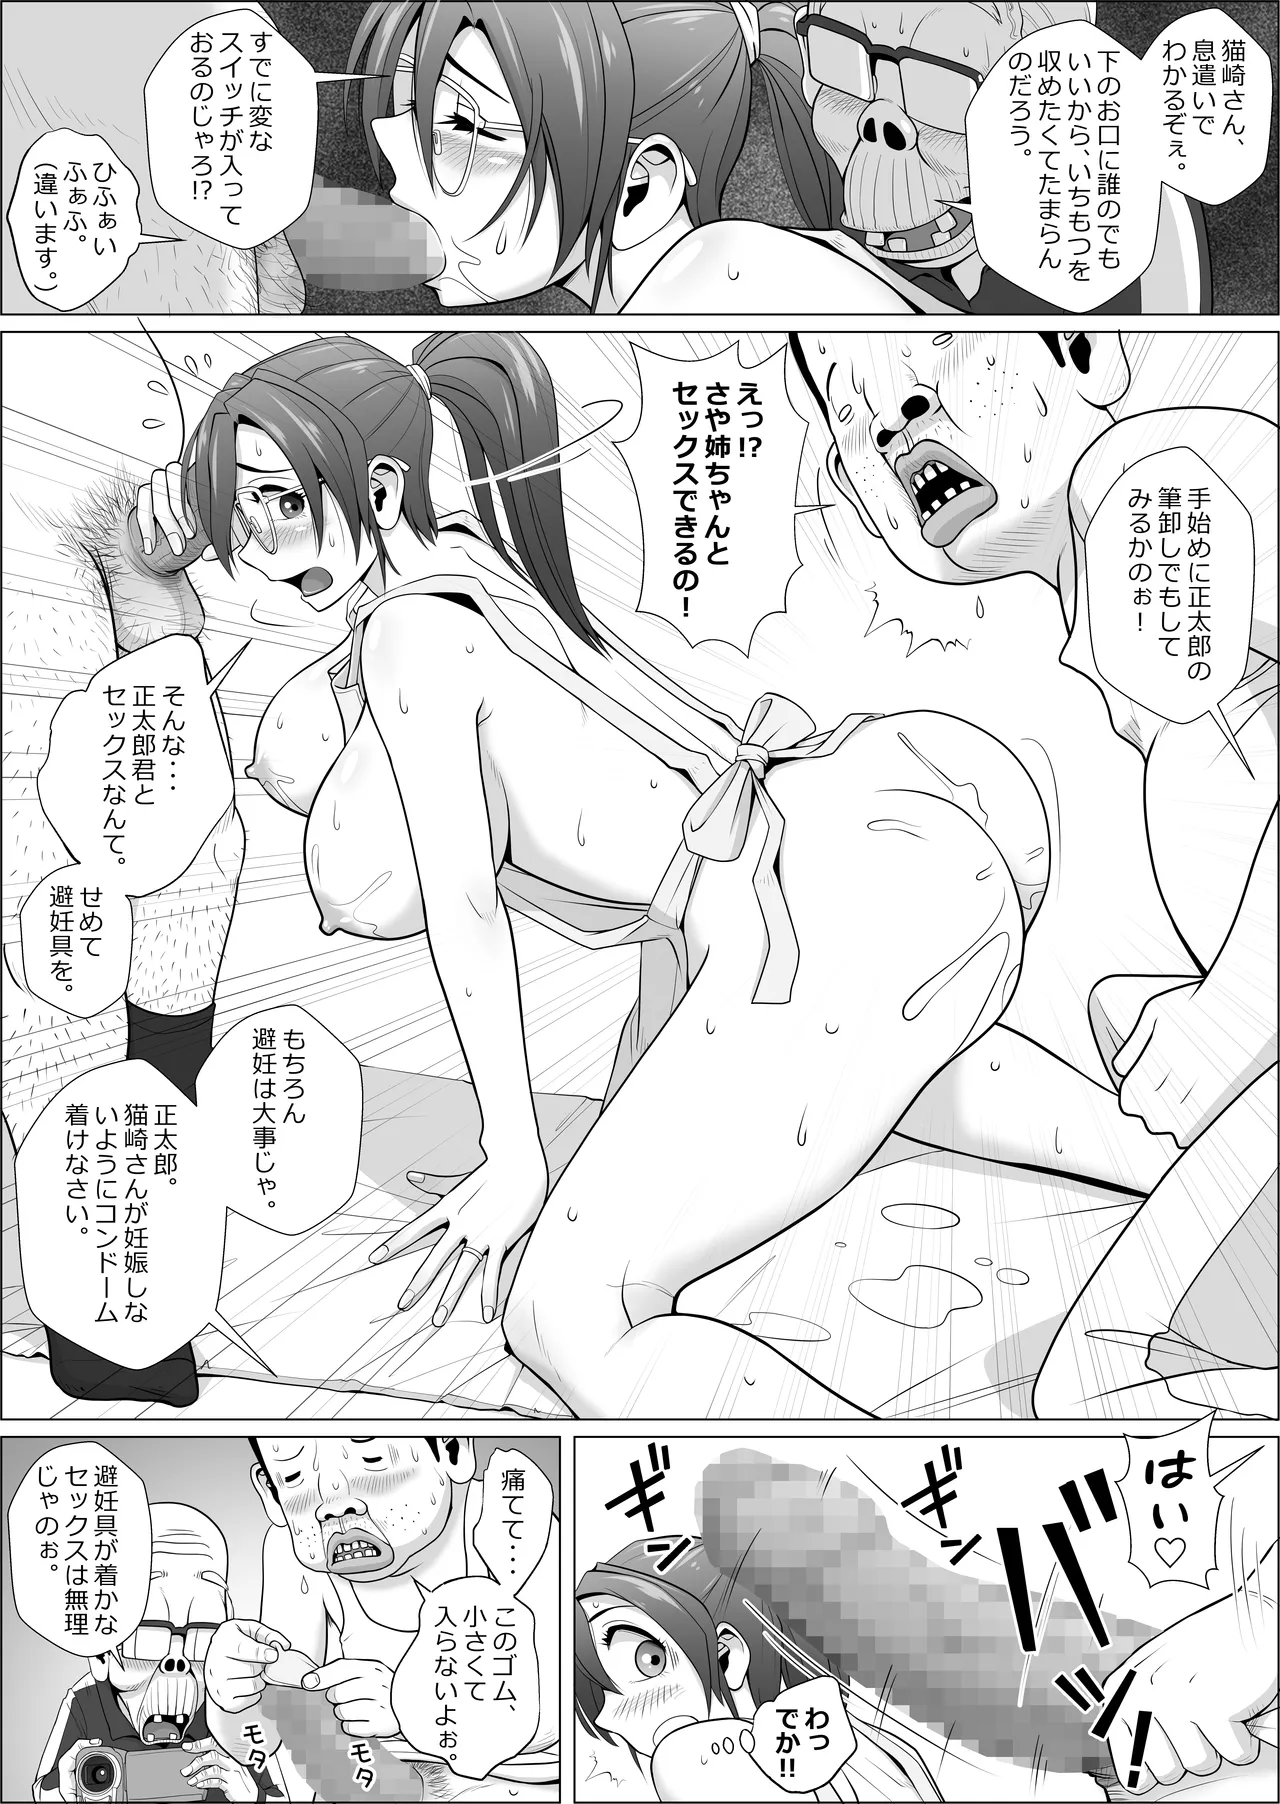 猫崎さん、
息遣いで
わかるぞぇ。
下のお口に誰のでも
いいから、いちもつを
収めたくてたまらん
のだろう。
すでに変な
スイッチが入って
おるのじゃろ!?
ひふぁい
ふぁふ。
(違います。)
手始めに正太郎の
筆卸しでもして
みるかのぉ！
えっ!?
さや姉ちゃんと
セックスできるの！
そんな・・・
正太郎君と
セックスなんて。
せめて
避妊具を。
もちろん
避妊は大事じゃ。
正太郎。
猫崎さんが妊娠しな
いようにコンドーム
着けなさい。
はい♡
ギン
ギン
ブン!!
わっ
でか!!
痛てて・・・
このゴム、
小さくて
入らないよぉ。
モタ
モタ
避妊具が着かな
セックスは無理
じゃのぉ。